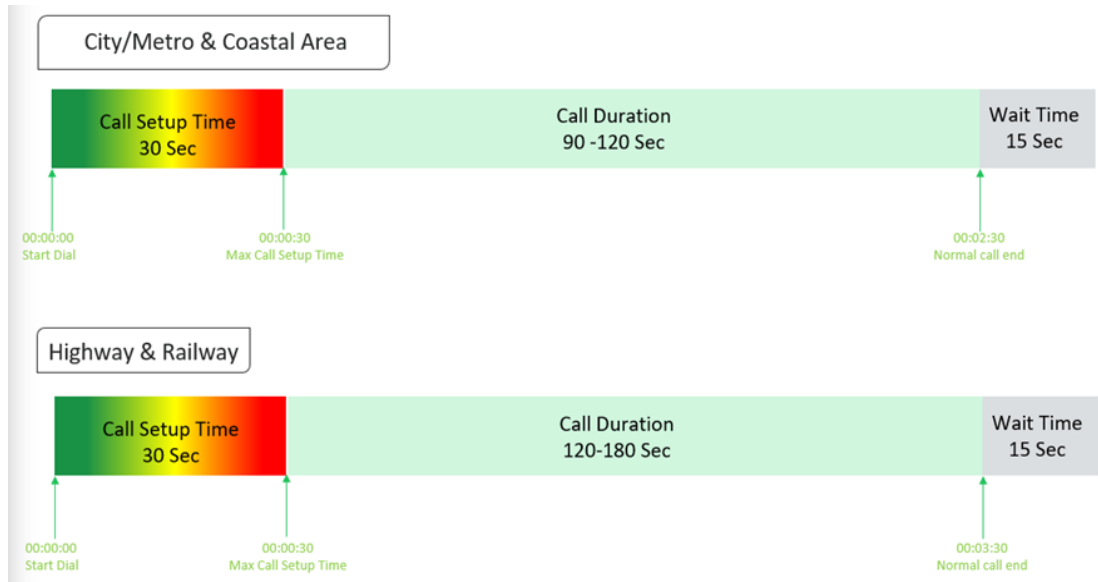 City/Metro & Coastal Area
Call Setup Time
30 Sec
Call Duration
90 -120 Sec
Wait Time
15 Sec
00:00:00
Start Dial
00:00:30
Max Call Setup Time
00:02:30
Normal call end
Highway & Railway
Call Setup Time
30 Sec
Call Duration
120-180 Sec
Wait Time
15 Sec
00:00:00
Start Dial
00:00:30
Max Call Setup Time
00:03:30
Normal call end